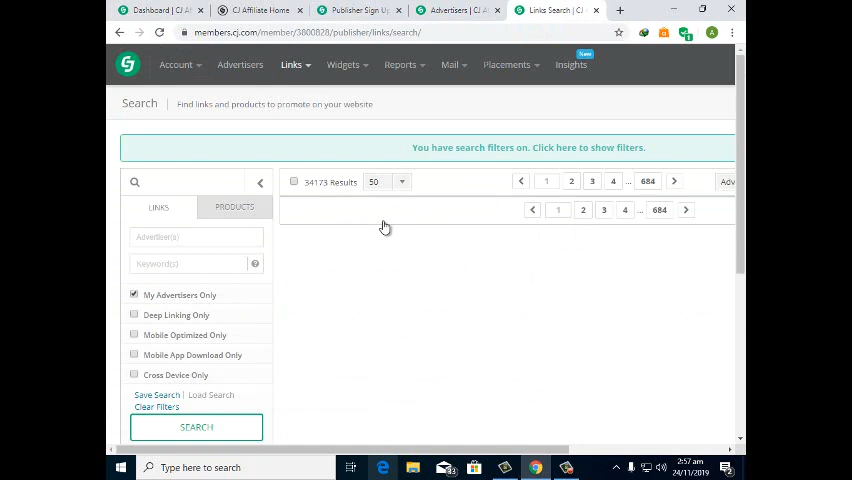 Dashboard | CJ Af
CJ Affiliate Home
Publisher Sign Up
Advertisers | CJ A
Links Search | CJ
members.cj.com/member/3800828/publisher/links/search/
A
New
Account
Advertisers
Links
Widgets
Reports
Mail
Placements
Insights
Search
Find links and products to promote on your website
You have search filters on. Click here to show filters.
34173 Results
50
1 2 3 4 ... 684
Adv
LINKS
PRODUCTS
1 2 3 4 ... 684
Advertiser(s)
Keyword(s)
?
My Advertisers Only
Deep Linking Only
Mobile Optimized Only
Mobile App Download Only
Cross Device Only
Save Search | Load Search
Clear Filters
SEARCH
Type here to search
2:57 am
24/11/2019
2